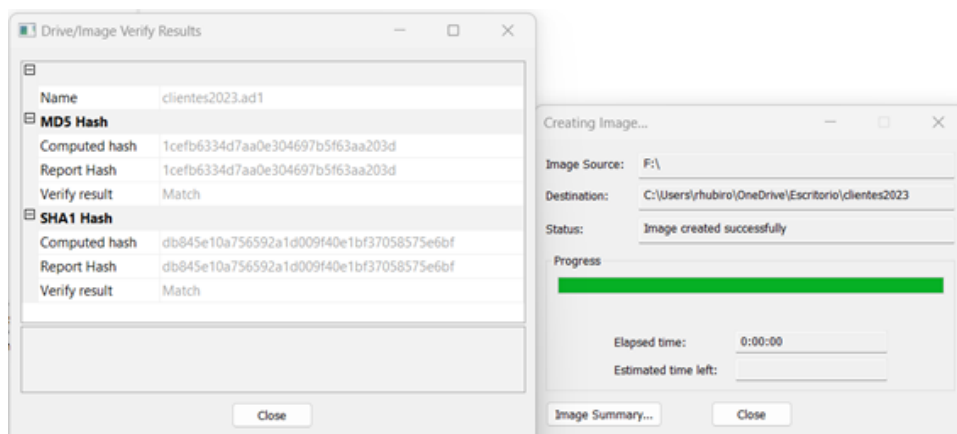 Drive/Image Verify Results
Name clientes2023.ad1
MD5 Hash
Computed hash 1cefb6334d7aa0e304697b5f63aa203d
Report Hash 1cefb6334d7aa0e304697b5f63aa203d
Verify result Match
SHA1 Hash
Computed hash db845e10a756592a1d009f40e1bf37058575e6bf
Report Hash db845e10a756592a1d009f40e1bf37058575e6bf
Verify result Match
Close
Creating Image...
Image Source: F:\
Destination: C:\Users\rhubiro\OneDrive\Escritorio\clientes2023
Status: Image created successfully
Progress
Elapsed time: 0:00:00
Estimated time left:
Image Summary... Close